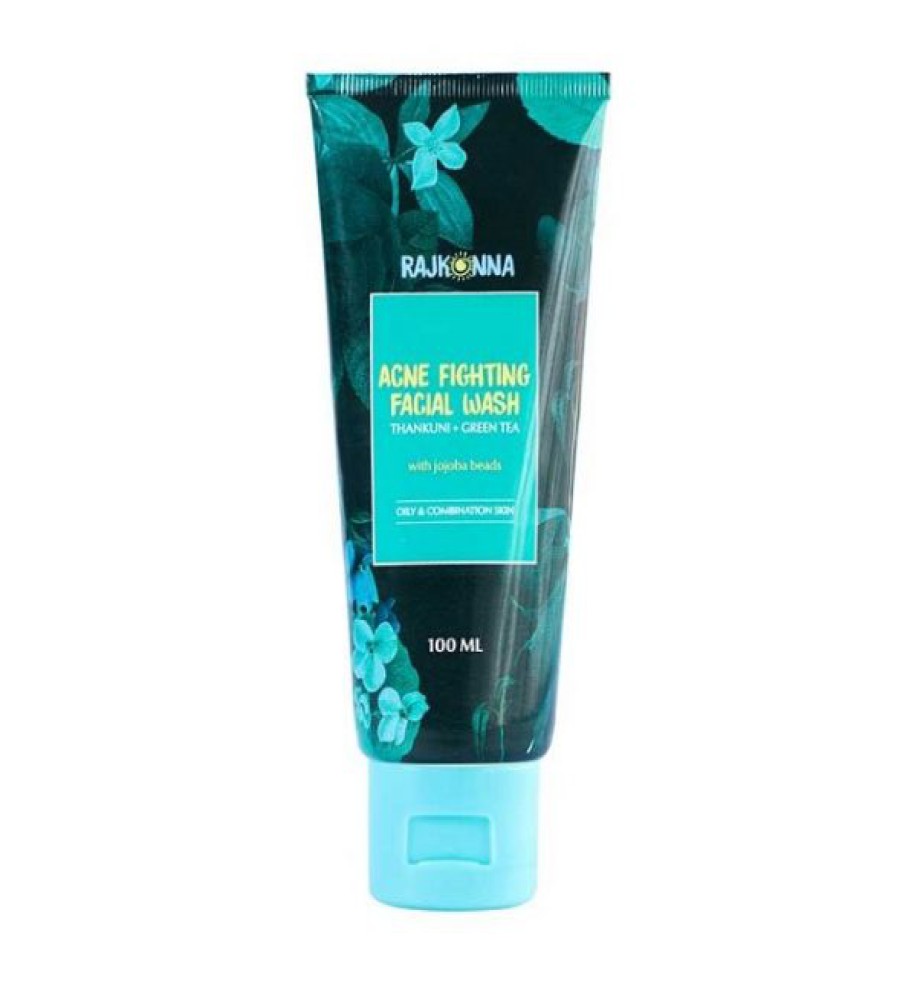 RAJKONNA
ACNE FIGHTING
FACIAL WASH
THANKUNI + GREEN TEA
with jojoba beads
OILY & COMBINATION SKIN
100 ML